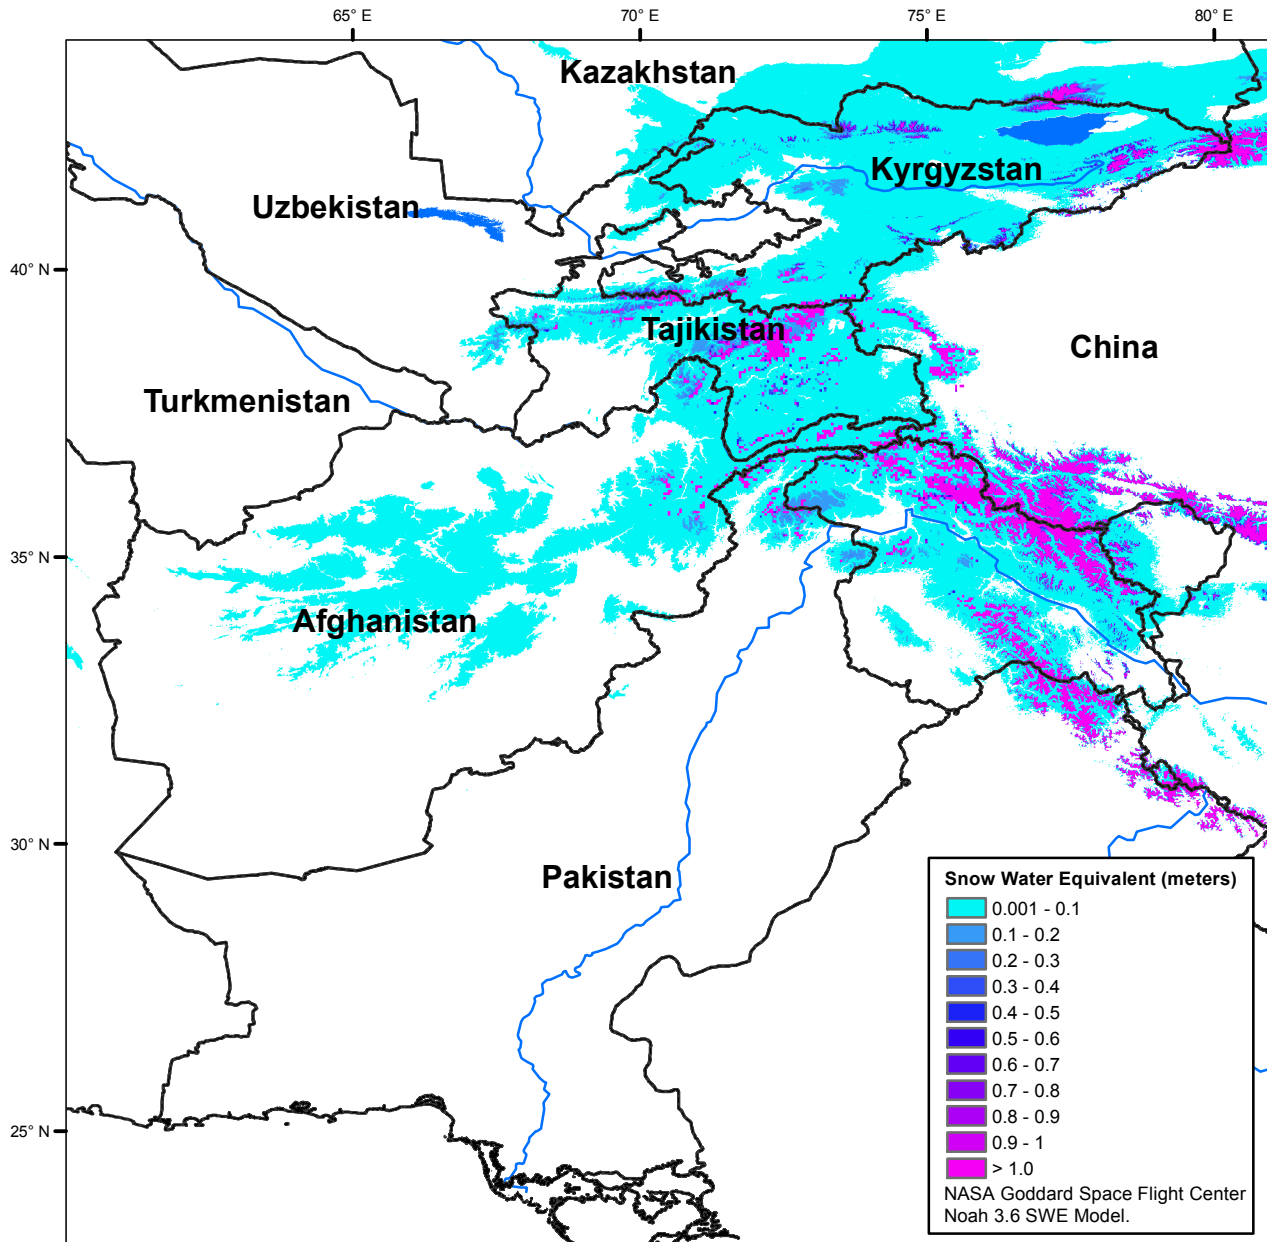 65° E
70° E
75° E
80° E
Kazakhstan
Kyrgyzstan
Uzbekistan
40° N
Tajikistan
China
Turkmenistan
35° N
Afghanistan
30° N
Pakistan
Snow Water Equivalent (meters)
0.001 - 0.1
0.1 - 0.2
0.2 - 0.3
0.3 - 0.4
0.4 - 0.5
0.5 - 0.6
0.6 - 0.7
0.7 - 0.8
0.8 - 0.9
0.9 - 1
> 1.0
NASA Goddard Space Flight Center
Noah 3.6 SWE Model.
25° N